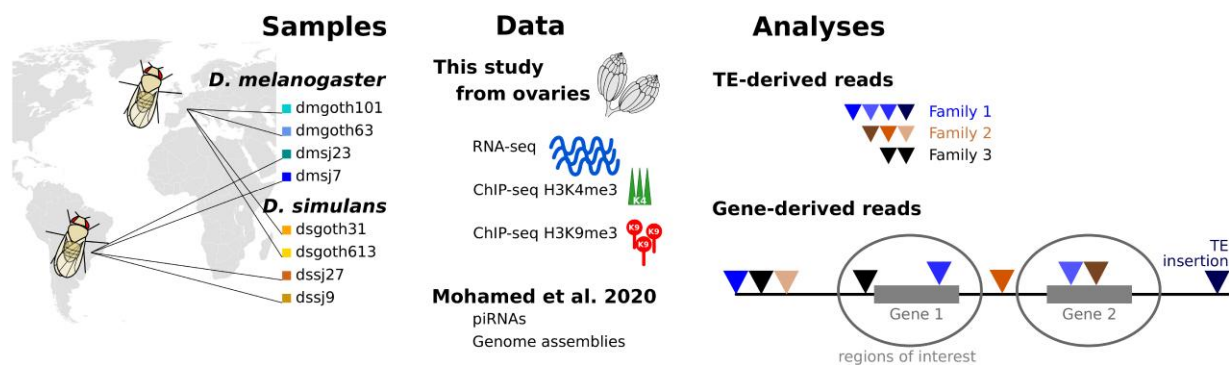 Samples
D. melanogaster
dmgoth101
dmgoth63
dmsj23
dmsj7
D. simulans
dsgoth31
dsgoth613
dssj27
dssj9
Data
This study
from ovaries
RNA-seq
ChIP-seq H3K4me3
K4
ChIP-seq H3K9me3
K9 K9
K9
Mohamed et al. 2020
piRNAs
Genome assemblies
Analyses
TE-derived reads
Family 1
Family 2
Family 3
Gene-derived reads
TE
insertion
Gene 1
Gene 2
regions of interest